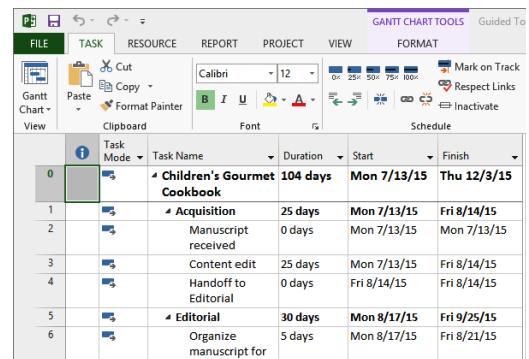 GANTT CHART TOOLS Guided To
FILE TASK RESOURCE REPORT PROJECT VIEW FORMAT
Gantt
Chart
View
Paste
Cut
Copy
Format Painter
Clipboard
Calibri 12
B I U A
Font
0% 25% 50% 75% 100%
Mark on Track
Respect Links
Inactivate
Schedule
Task
Mode Task Name Duration Start Finish
0 Children's Gourmet 104 days Mon 7/13/15 Thu 12/3/15
Cookbook
1 Acquisition 25 days Mon 7/13/15 Fri 8/14/15
2 Manuscript 0 days Mon 7/13/15 Mon 7/13/15
received
3 Content edit 25 days Mon 7/13/15 Fri 8/14/15
4 Handoff to 0 days Fri 8/14/15 Fri 8/14/15
Editorial
5 Editorial 30 days Mon 8/17/15 Fri 9/25/15
6 Organize 5 days Mon 8/17/15 Fri 8/21/15
manuscript for